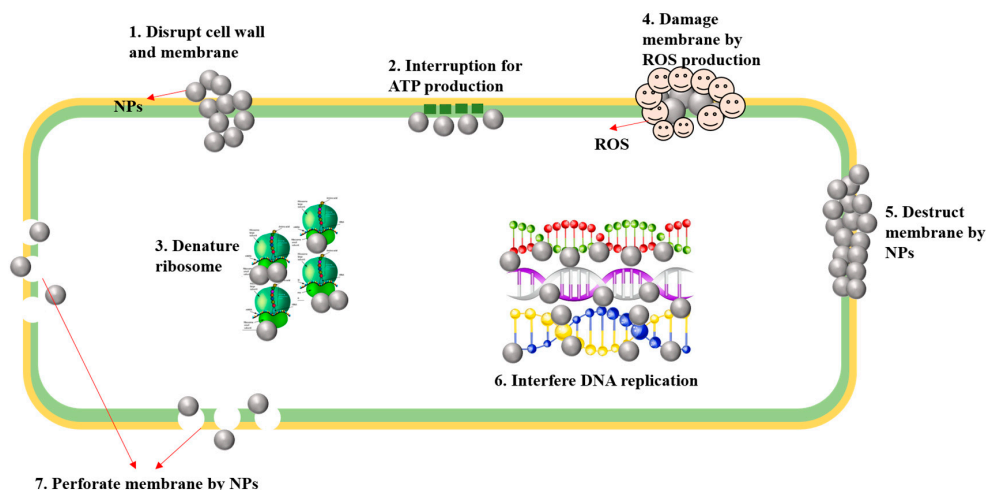 1. Disrupt cell wall
and membrane
NPs
2. Interruption for
ATP production
4. Damage
membrane by
ROS production
ROS
3. Denature
ribosome
5. Destruct
membrane by
NPs
6. Interfere DNA replication
7. Perforate membrane by NPs